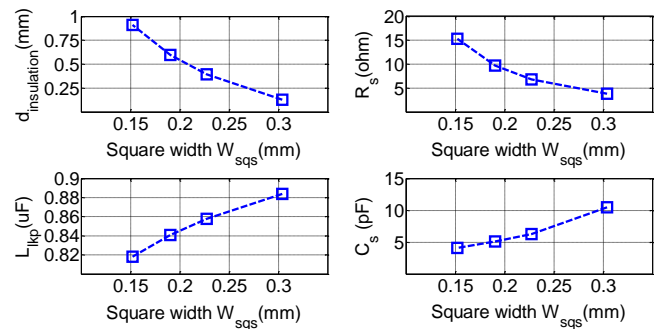 d_insulation(mm)
1
0.75
0.5
0.25
0.15 0.2 0.25 0.3
Square width W_sqs(mm)
R_s(ohm)
20
15
10
5
0.15 0.2 0.25 0.3
Square width W_sqs(mm)
L_lkp(uF)
0.9
0.88
0.86
0.84
0.82
0.15 0.2 0.25 0.3
Square width W_sqs(mm)
C_s (pF)
15
10
5
0.15 0.2 0.25 0.3
Square width W_sqs(mm)